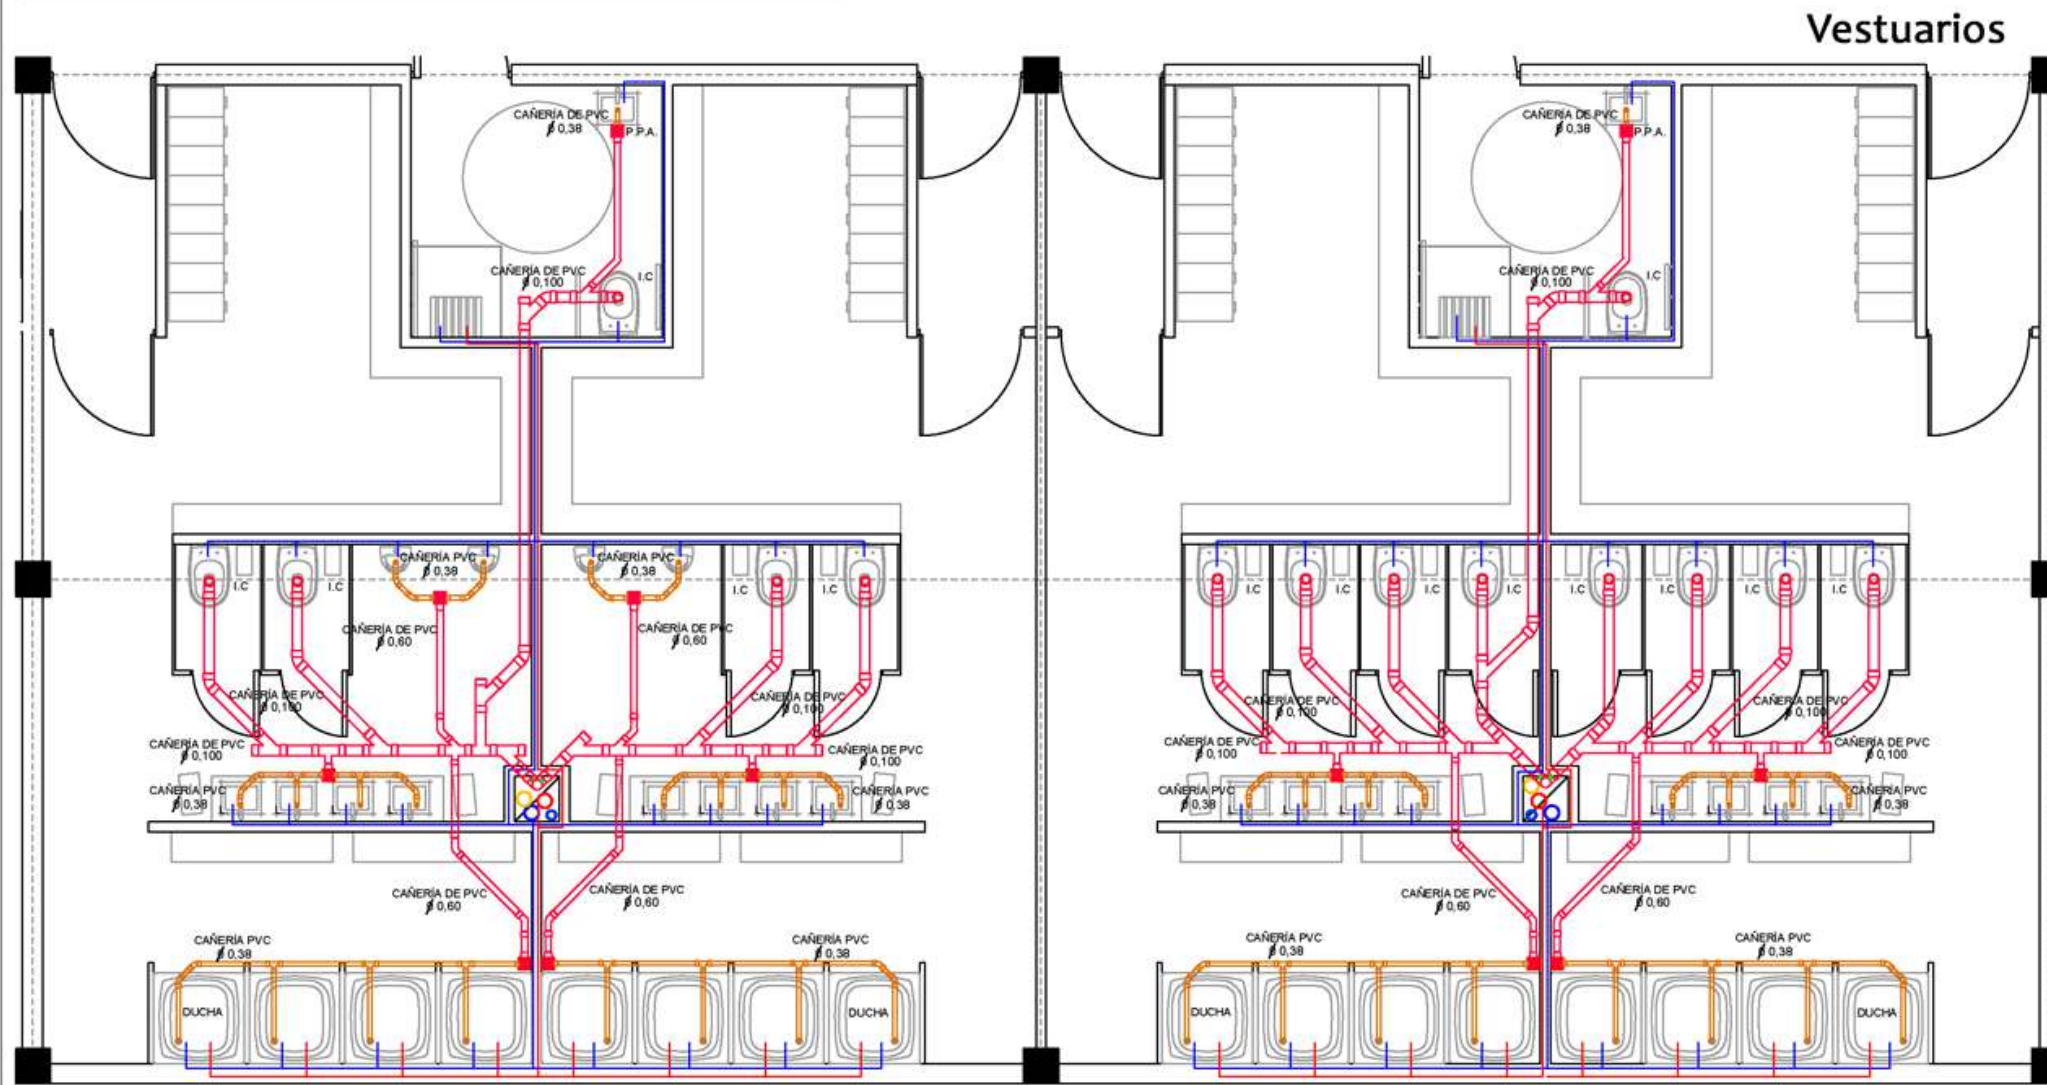 Vestuarios
CAÑERÍA DE PVC
Ø 0,38
P.P.A.
CAÑERÍA DE PVC
Ø 0,38
P.P.A.
CAÑERÍA DE PVC
Ø 0,100
I.C
CAÑERÍA DE PVC
Ø 0,100
I.C
CAÑERÍA PVC
Ø 0,38
CAÑERÍA PVC
Ø 0,38
I.C
I.C
I.C
I.C
I.C
I.C
I.C
I.C
I.C
I.C
I.C
I.C
CAÑERÍA DE PVC
Ø 0,60
CAÑERÍA DE PVC
Ø 0,60
CAÑERÍA DE PVC
Ø 0,100
CAÑERÍA DE PVC
Ø 0,100
CAÑERÍA DE PVC
Ø 0,100
CAÑERÍA DE PVC
Ø 0,100
CAÑERÍA DE PVC
Ø 0,100
CAÑERÍA DE PVC
Ø 0,100
CAÑERÍA DE PVC
Ø 0,100
CAÑERÍA DE PVC
Ø 0,100
CAÑERÍA PVC
Ø 0,38
CAÑERÍA PVC
Ø 0,38
CAÑERÍA PVC
Ø 0,38
CAÑERÍA PVC
Ø 0,38
CAÑERÍA DE PVC
Ø 0,60
CAÑERÍA DE PVC
Ø 0,60
CAÑERÍA DE PVC
Ø 0,60
CAÑERÍA DE PVC
Ø 0,60
CAÑERÍA PVC
Ø 0,38
CAÑERÍA PVC
Ø 0,38
CAÑERÍA PVC
Ø 0,38
CAÑERÍA PVC
Ø 0,38
DUCHA
DUCHA
DUCHA
DUCHA